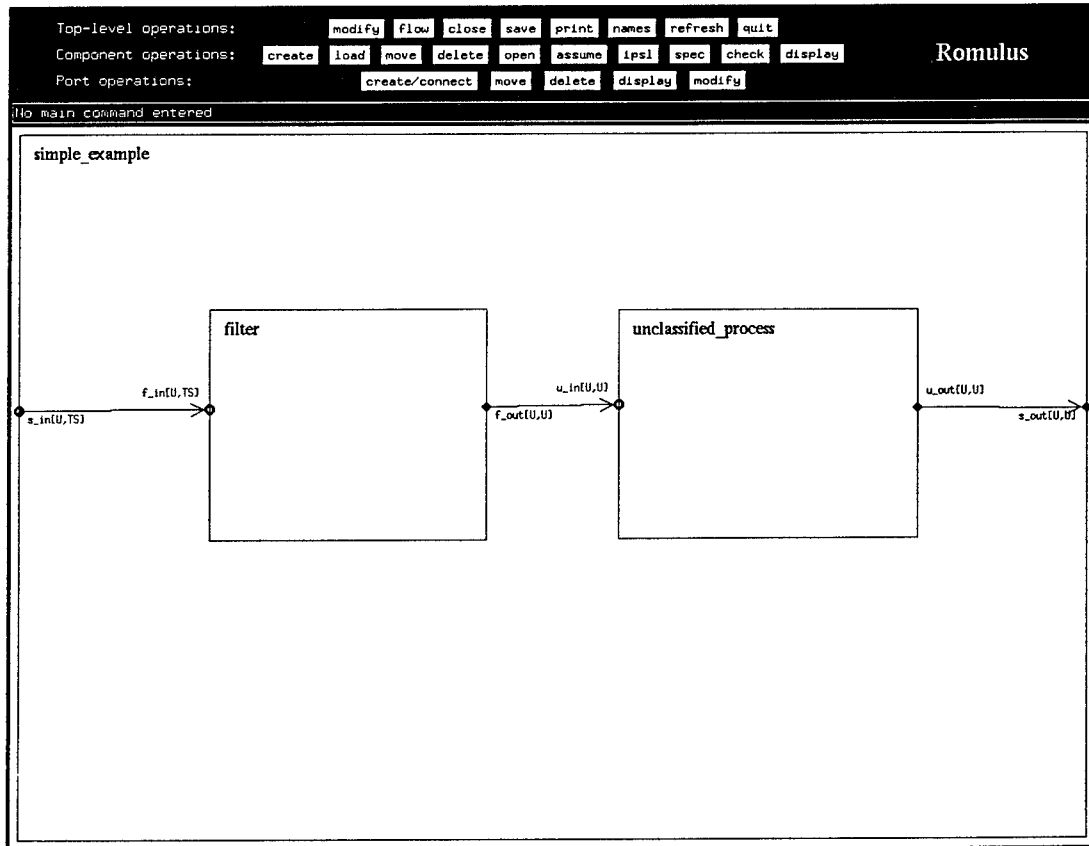 Top-level operations: modify flow close save print names refresh quit
Component operations: create load move delete open assume ipsl spec check display
Romulus
Port operations: create/connect move delete display modify
No main command entered
simple_example
filter
unclassified_process
f_in[U,TS]
u_in[U,U]
u_out[U,U]
s_in[U,TS]
f_out[U,U]
s_out[U,U]